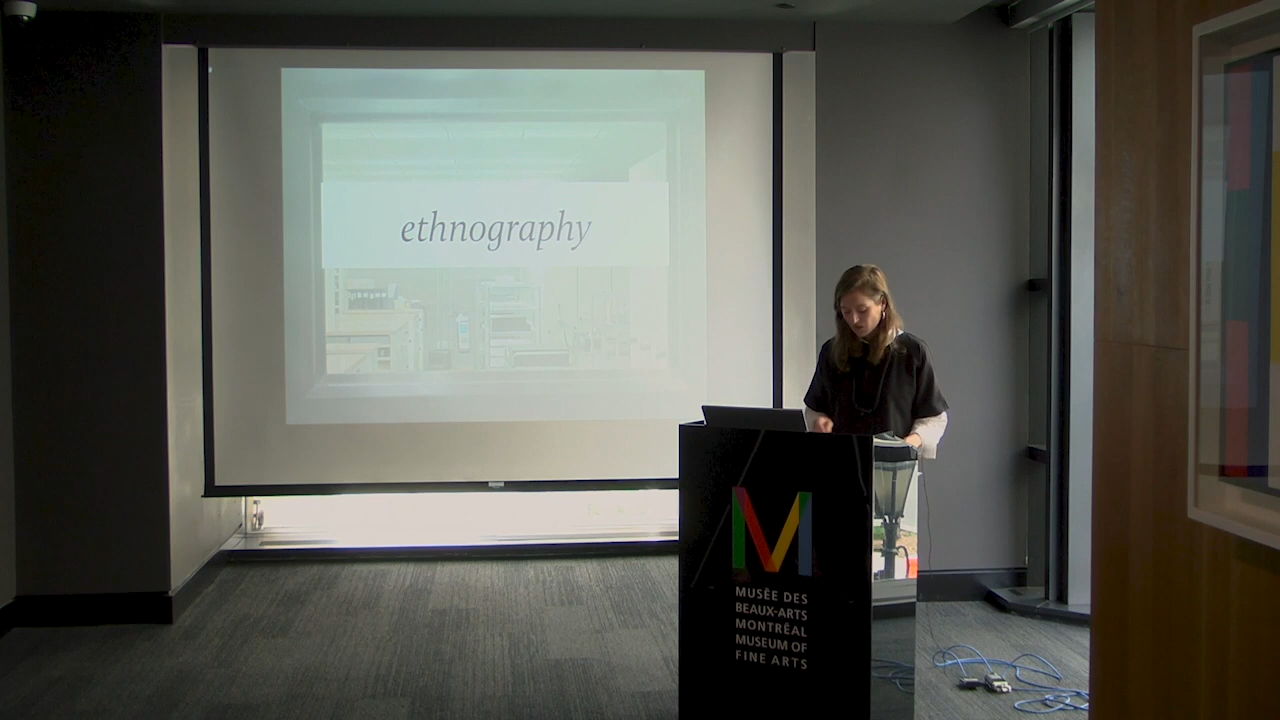 ethnography
M
MUSÉE DES
BEAUX-ARTS
MONTRÉAL
MUSEUM OF
FINE ARTS